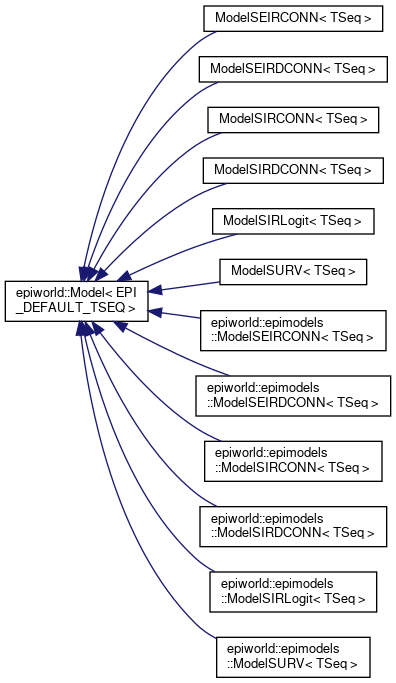 ModelSEIRCONN< TSeq >
ModelSEIRDCONN< TSeq >
ModelSIRCONN< TSeq >
ModelSIRDCONN< TSeq >
ModelSIRLogit< TSeq >
ModelSURV< TSeq >
epiworld::Model< EPI
_DEFAULT_TSEQ >
epiworld::epimodels
::ModelSEIRCONN< TSeq >
epiworld::epimodels
::ModelSEIRDCONN< TSeq >
epiworld::epimodels
::ModelSIRCONN< TSeq >
epiworld::epimodels
::ModelSIRDCONN< TSeq >
epiworld::epimodels
::ModelSIRLogit< TSeq >
epiworld::epimodels
::ModelSURV< TSeq >